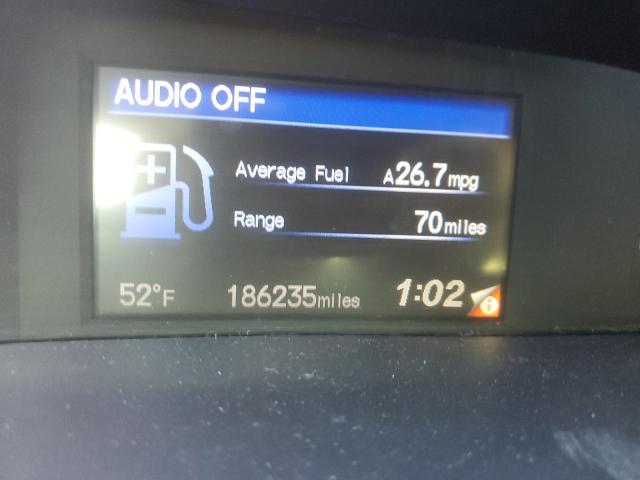 AUDIO OFF
Average Fuel A26.7mpg
Range 70miles
52°F 186235miles 1:02 i